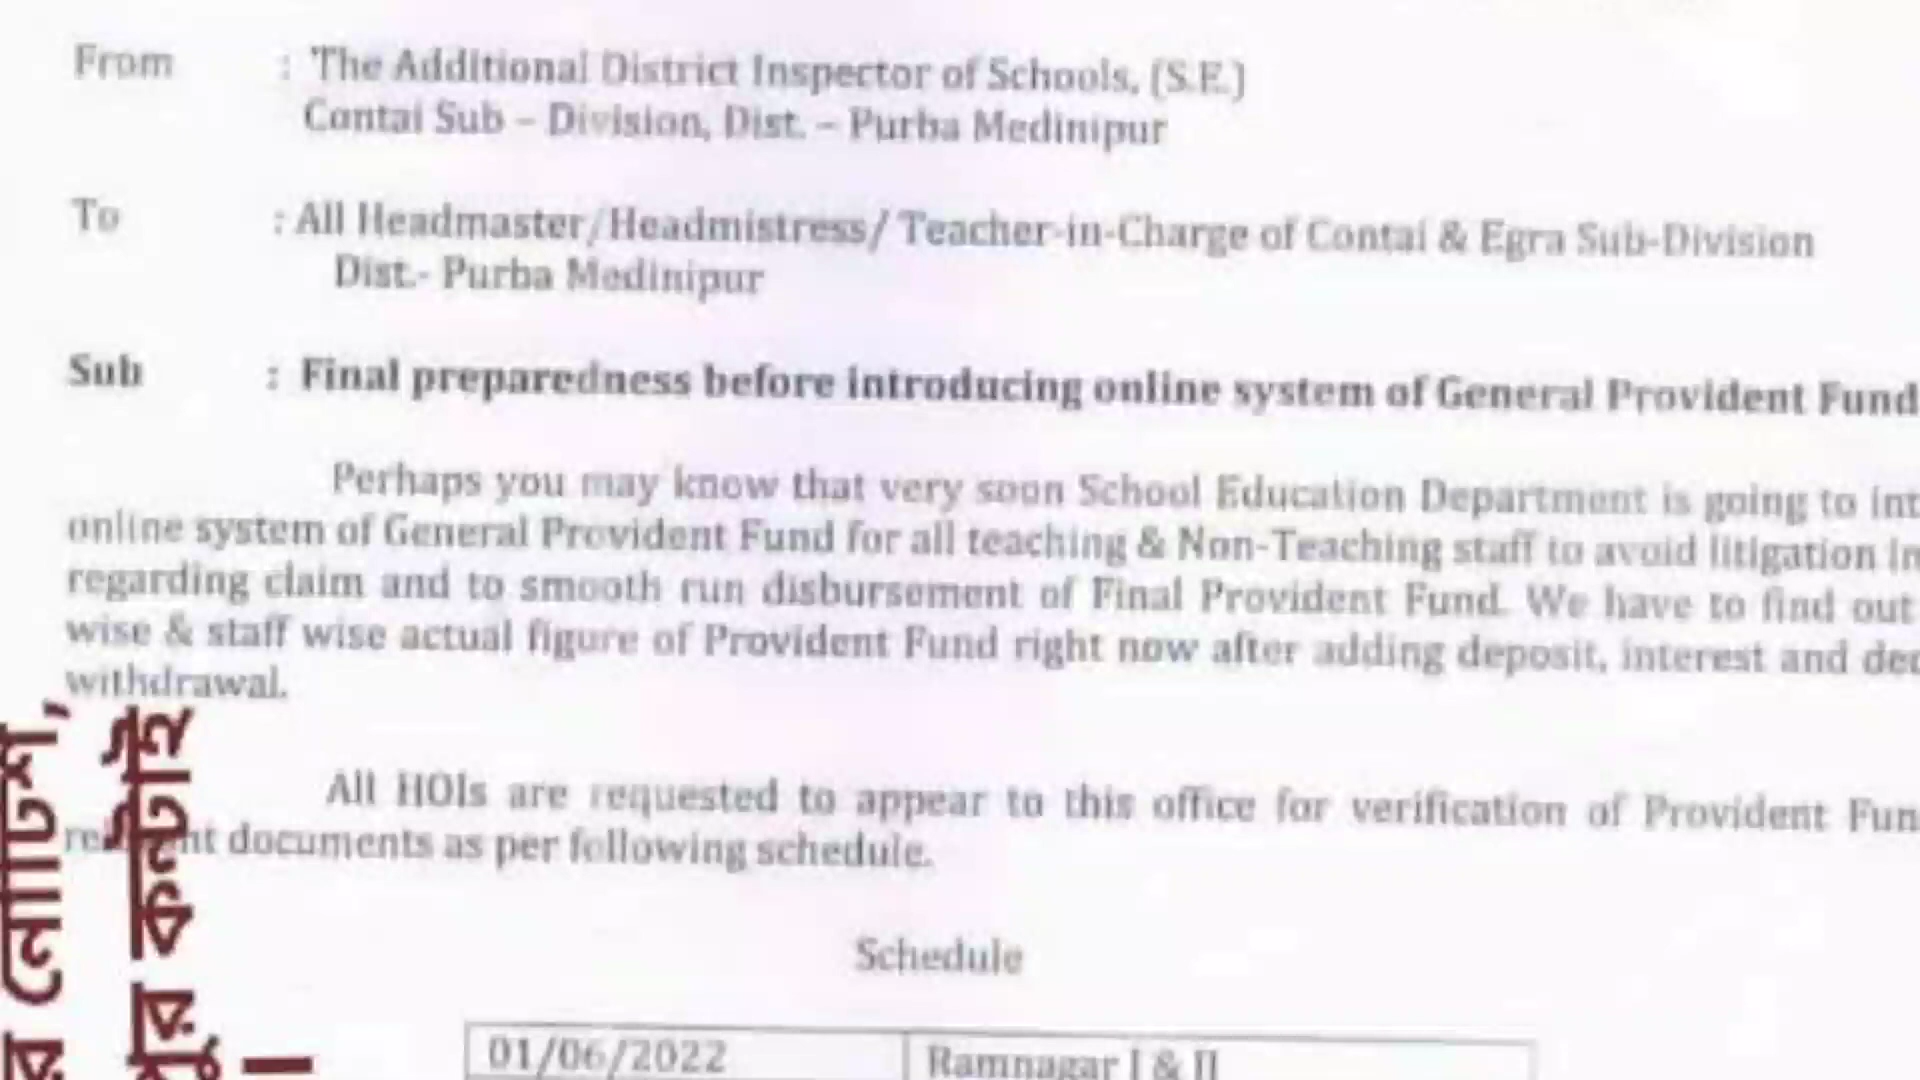 From : The Additional District Inspector of Schools, (S.E.)
Contai Sub – Division, Dist. – Purba Medinipur
To : All Headmaster/Headmistress/ Teacher-in-Charge of Contai & Egra Sub-Division
Dist.- Purba Medinipur
Sub : Final preparedness before introducing online system of General Provident Fund
Perhaps you may know that very soon School Education Department is going to int
online system of General Provident Fund for all teaching & Non-Teaching staff to avoid litigation in
regarding claim and to smooth run disbursement of Final Provident Fund. We have to find out
wise & staff wise actual figure of Provident Fund right now after adding deposit, interest and ded
withdrawal.
All HOIs are requested to appear to this office for verification of Provident Fun
documents as per following schedule.
Schedule
01/06/2022 Ramnagar I & II
র নোটিশ,
পুর কন্টাই